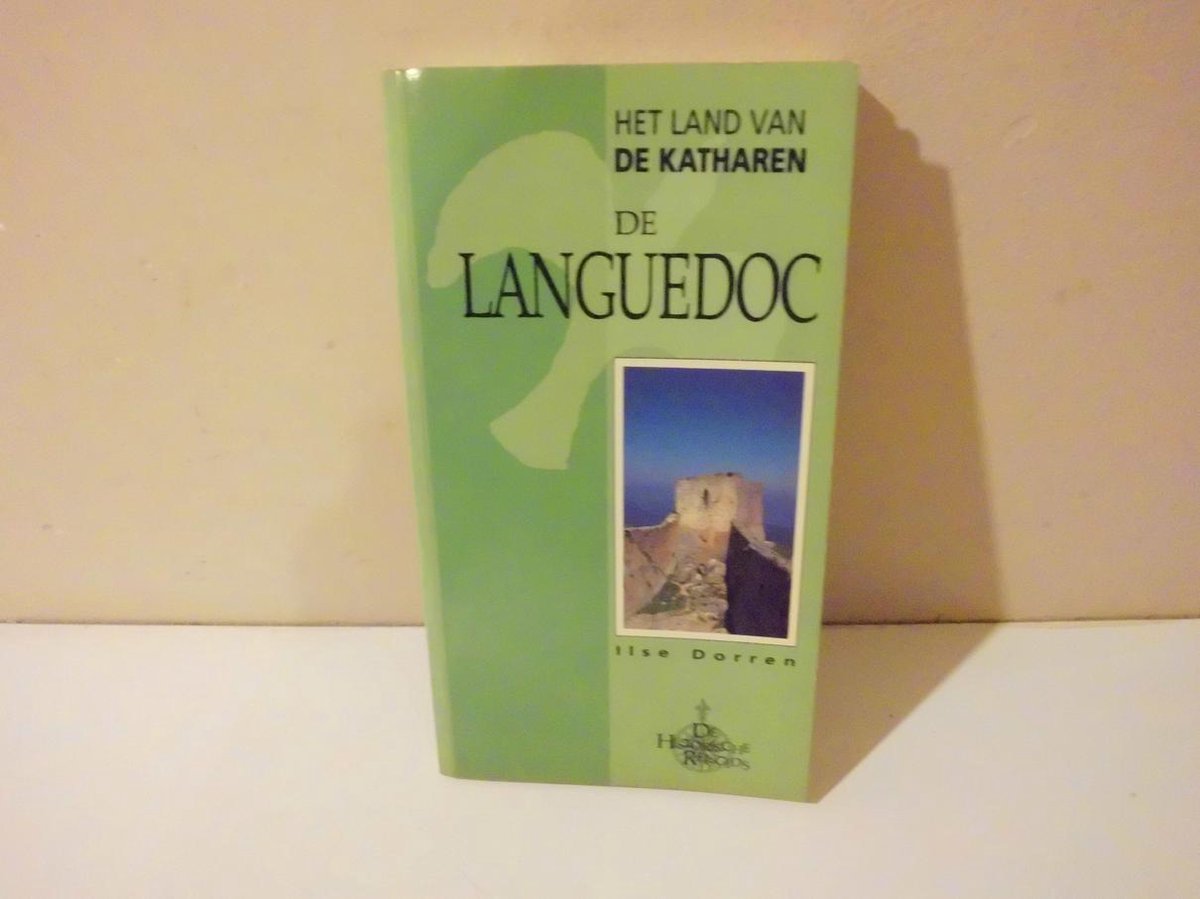 HET LAND VAN
DE KATHAREN
DE
LANGUEDOC
Ilse Dorren
DE
HISTORISCHE
REISGIDS